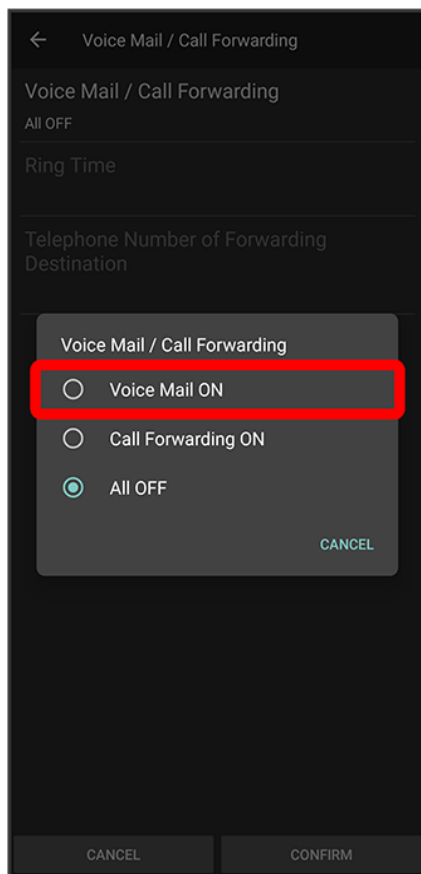 Voice Mail / Call Forwarding
Voice Mail / Call Forwarding
All OFF
Ring Time
Telephone Number of Forwarding
Destination
Voice Mail / Call Forwarding
Voice Mail ON
Call Forwarding ON
All OFF
CANCEL
CANCEL
CONFIRM